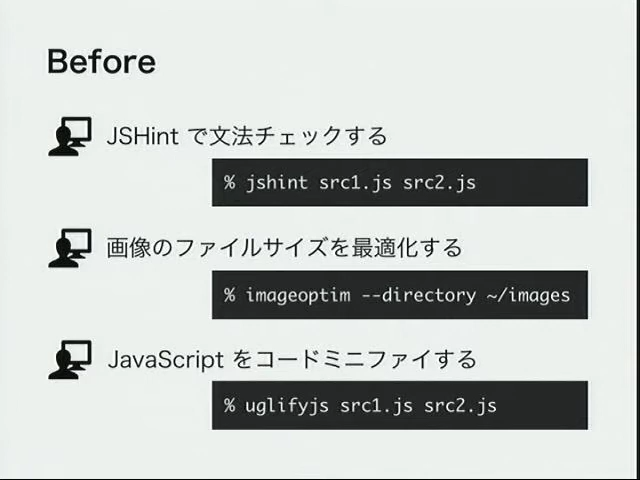 Before
JSHint で文法チェックする
% jshint src1.js src2.js
画像のファイルサイズを最適化する
% imageoptim --directory ~/images
JavaScript をコードミニファイする
% uglifyjs src1.js src2.js